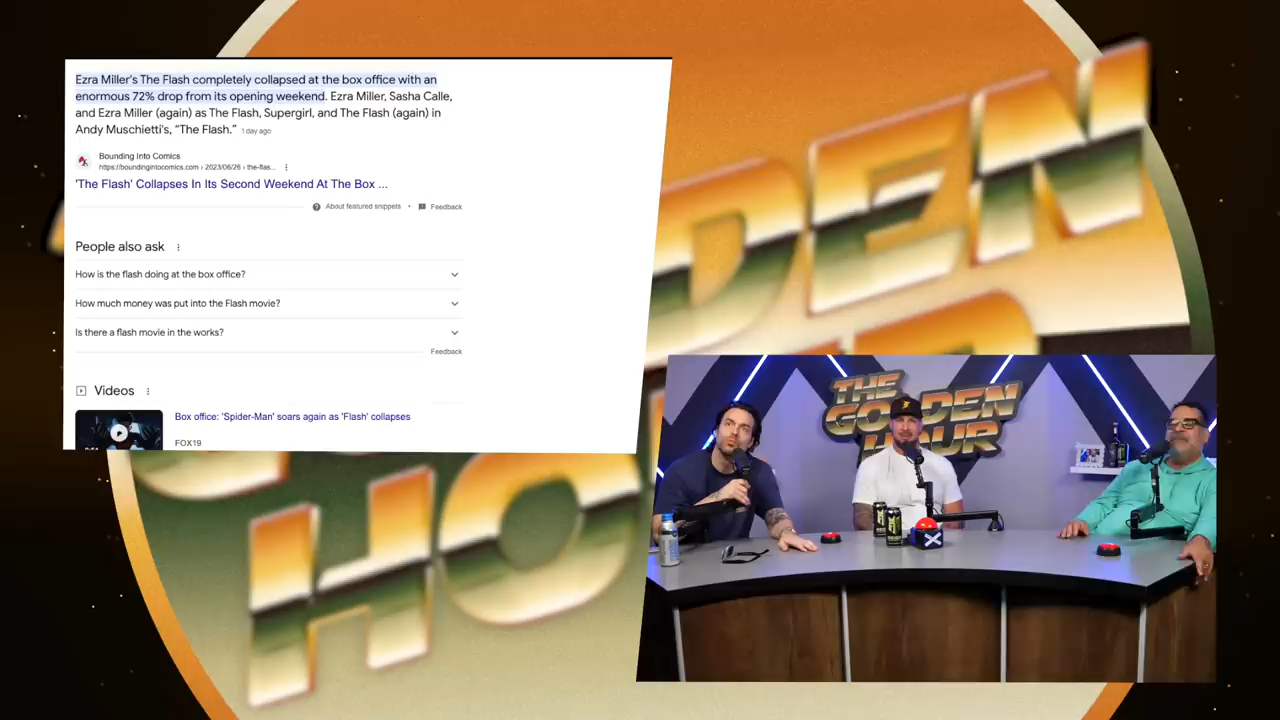 Ezra Miller's The Flash completely collapsed at the box office with an
enormous 72% drop from its opening weekend. Ezra Miller, Sasha Calle,
and Ezra Miller (again) as The Flash, Supergirl, and The Flash (again) in
Andy Muschietti's, “The Flash.” 1 day ago
Bounding Into Comics
https://boundingintocomics.com › 2023/06/26 › the-flas...
'The Flash' Collapses In Its Second Weekend At The Box ...
About featured snippets • Feedback
People also ask
How is the flash doing at the box office?
How much money was put into the Flash movie?
Is there a flash movie in the works?
Feedback
Videos
Box office: 'Spider-Man' soars again as 'Flash' collapses
FOX19
DEN
HO
THE
GOLDEN
HOUR